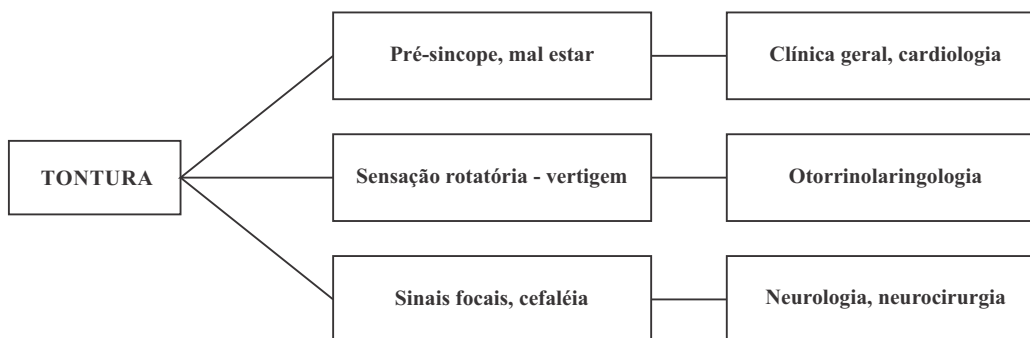 Pré-sincope, mal estar
Clínica geral, cardiologia
TONTURA
Sensação rotatória - vertigem
Otorrinolaringologia
Sinais focais, cefaléia
Neurologia, neurocirurgia